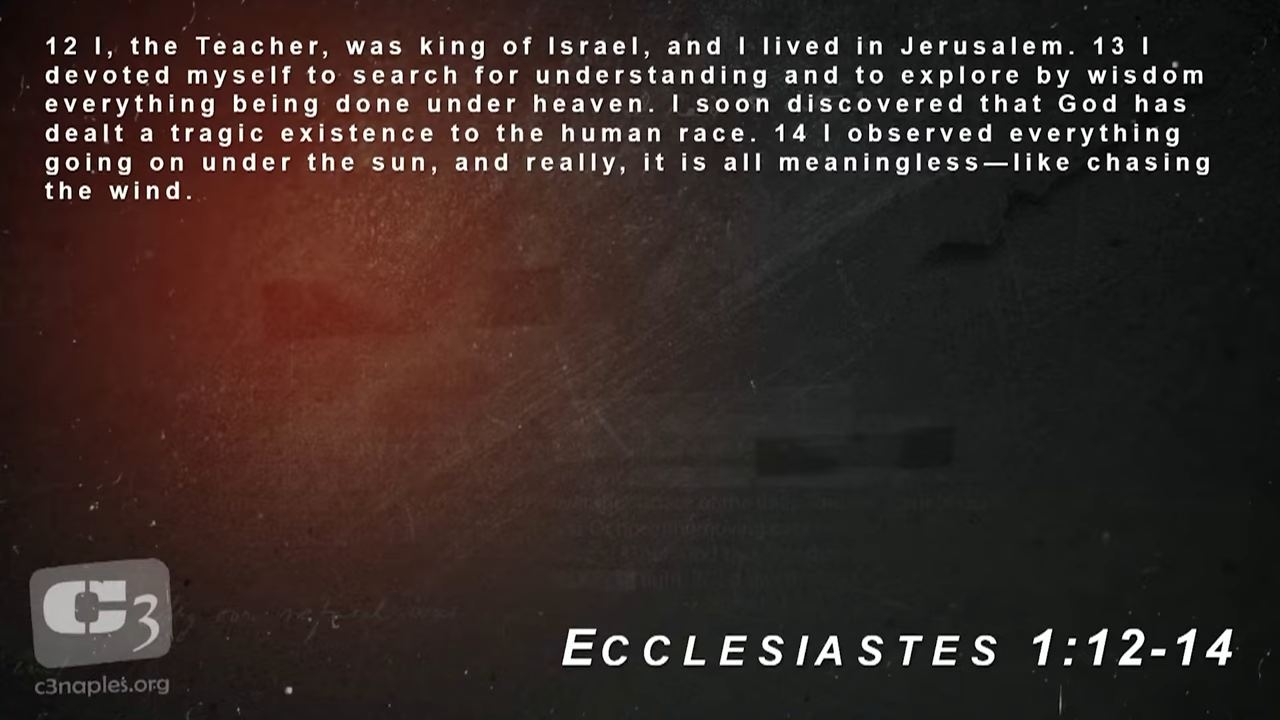 12 I, the Teacher, was king of Israel, and I lived in Jerusalem. 13 I
devoted myself to search for understanding and to explore by wisdom
everything being done under heaven. I soon discovered that God has
dealt a tragic existence to the human race. 14 I observed everything
going on under the sun, and really, it is all meaningless—like chasing
the wind.
C3
c3naples.org
ECCLESIASTES 1:12-14